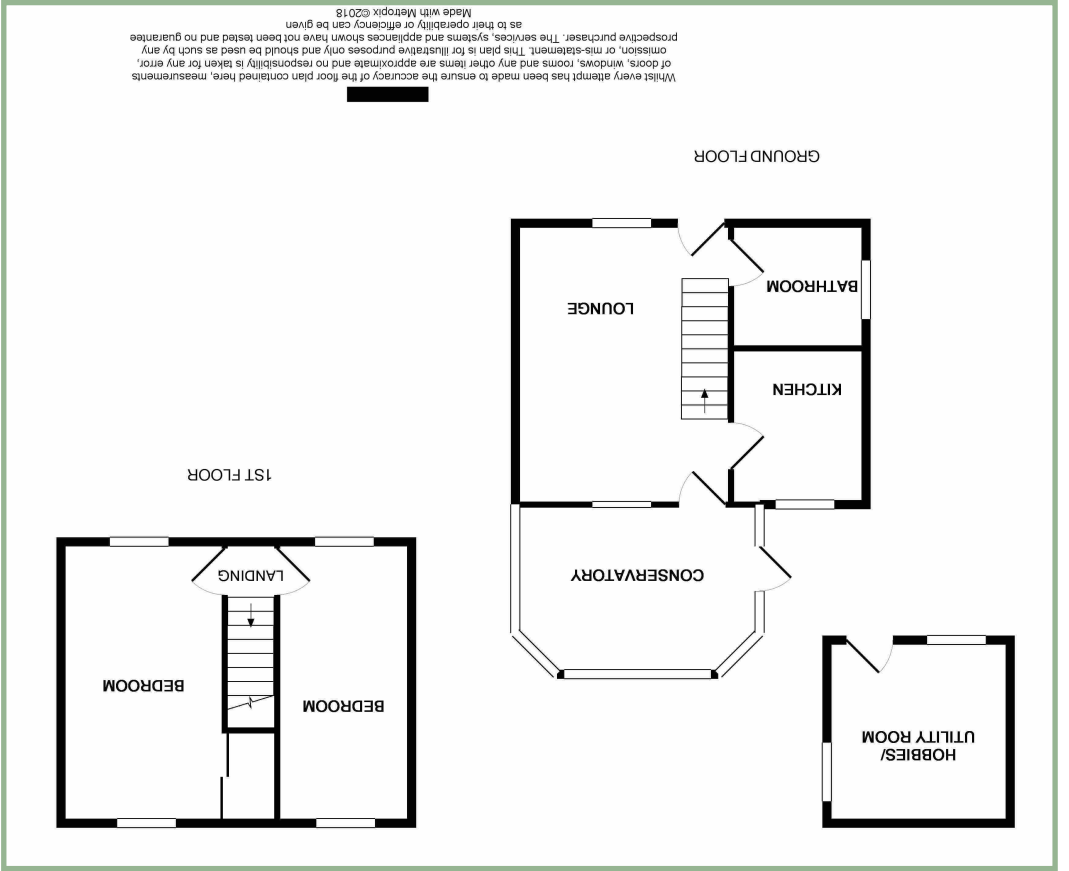 HOBBIES/
UTILITY ROOM
CONSERVATORY
KITCHEN
LOUNGE
BATHROOM
GROUND FLOOR
BEDROOM
BEDROOM
LANDING
1ST FLOOR
Whilst every attempt has been made to ensure the accuracy of the floor plan contained here, measurements
of doors, windows, rooms and any other items are approximate and no responsibility is taken for any error,
omission, or mis-statement. This plan is for illustrative purposes only and should be used as such by any
prospective purchaser. The services, systems and appliances shown have not been tested and no guarantee
as to their operability or efficiency can be given
Made with Metropix ©2018